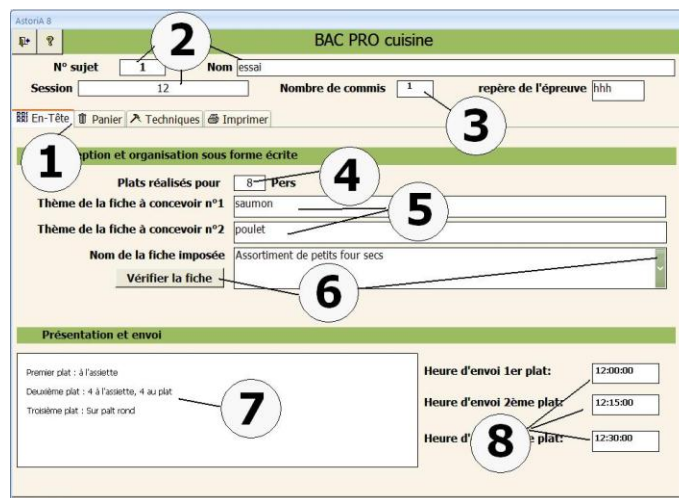 AstoriA 8
? BAC PRO cuisine
N° sujet 1 2 Nom essai
Session 12 Nombre de commis 1 repère de l'épreuve hhh
3
En-Tête Panier Techniques Imprimer
1 eption et organisation sous forme écrite
Plats réalisés pour 8 Pers 4
Thème de la fiche à concevoir n°1 saumon 5
Thème de la fiche à concevoir n°2 poulet
Nom de la fiche imposée Assortiment de petits four secs
Vérifier la fiche 6
Présentation et envoi
Premier plat : à l'assiette Heure d'envoi 1er plat: 12:00:00
Deuxième plat : 4 à l'assiette, 4 au plat 7 Heure d'envoi 2ème plat: 12:15:00
Troisième plat : Sur palt rond Heure d' 8 plat: 12:30:00